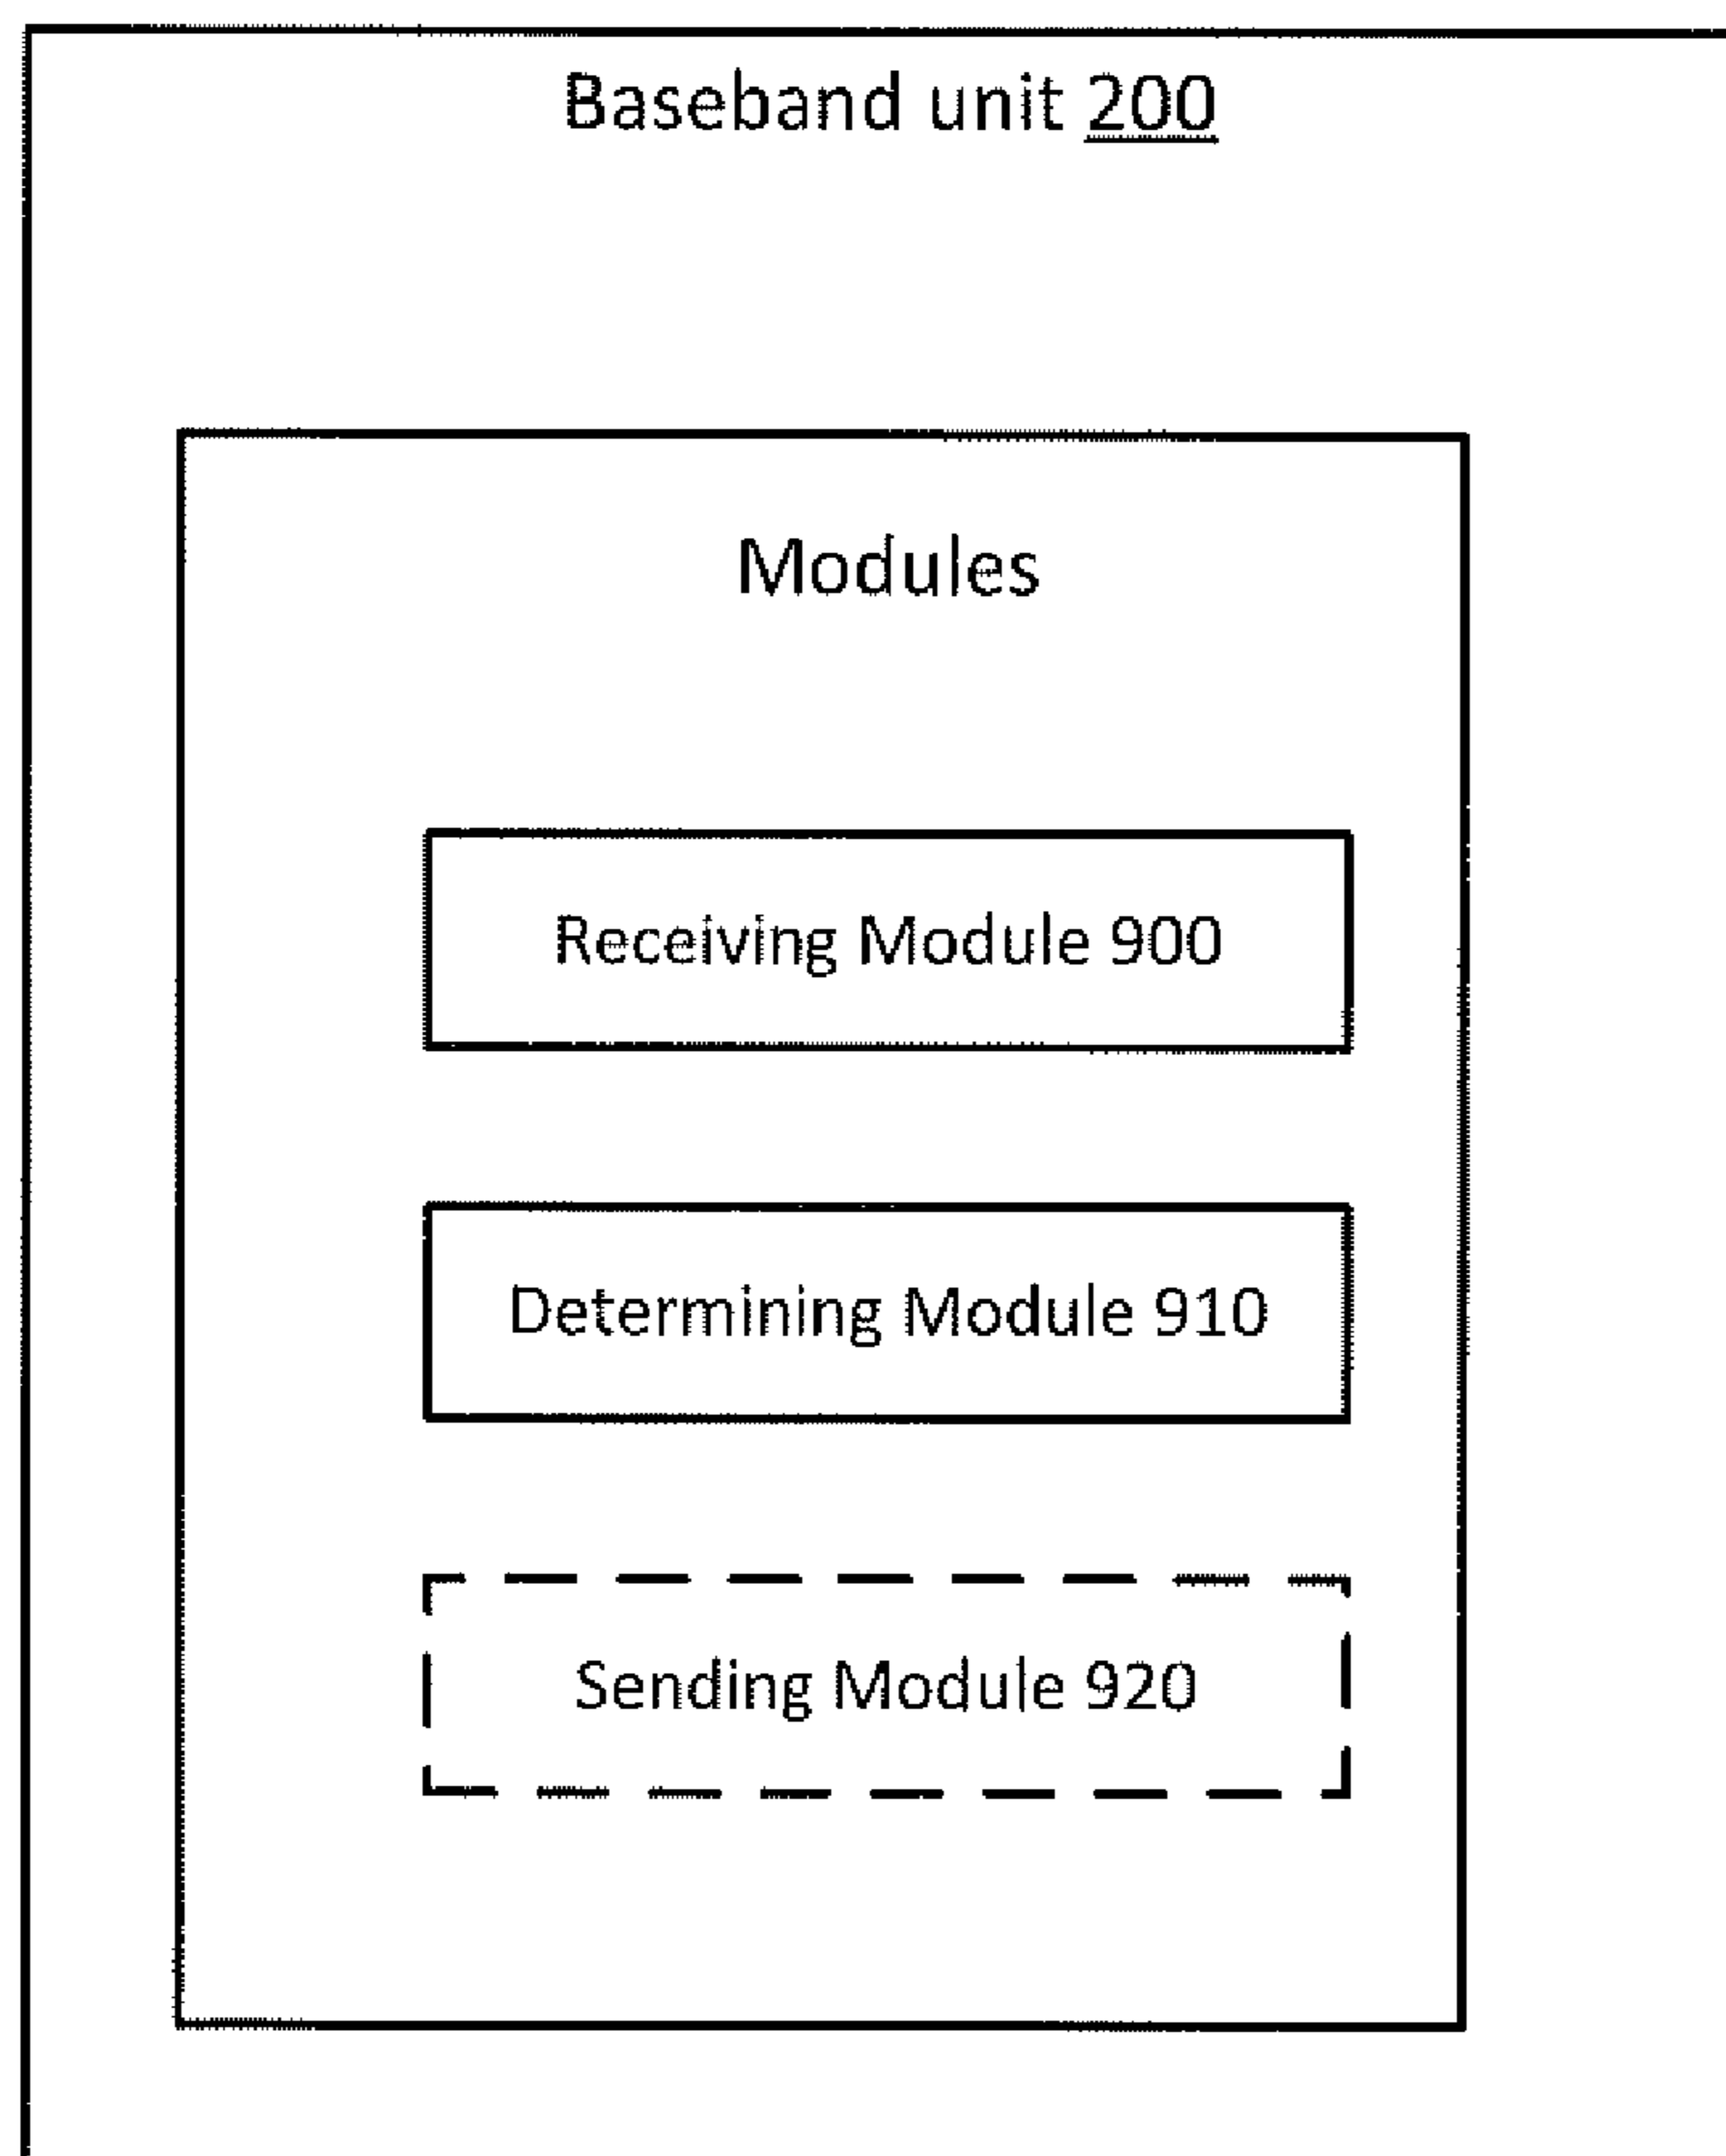 Baseband unit 200
Modules
Receiving Module 900
Determining Module 910
Sending Module 920